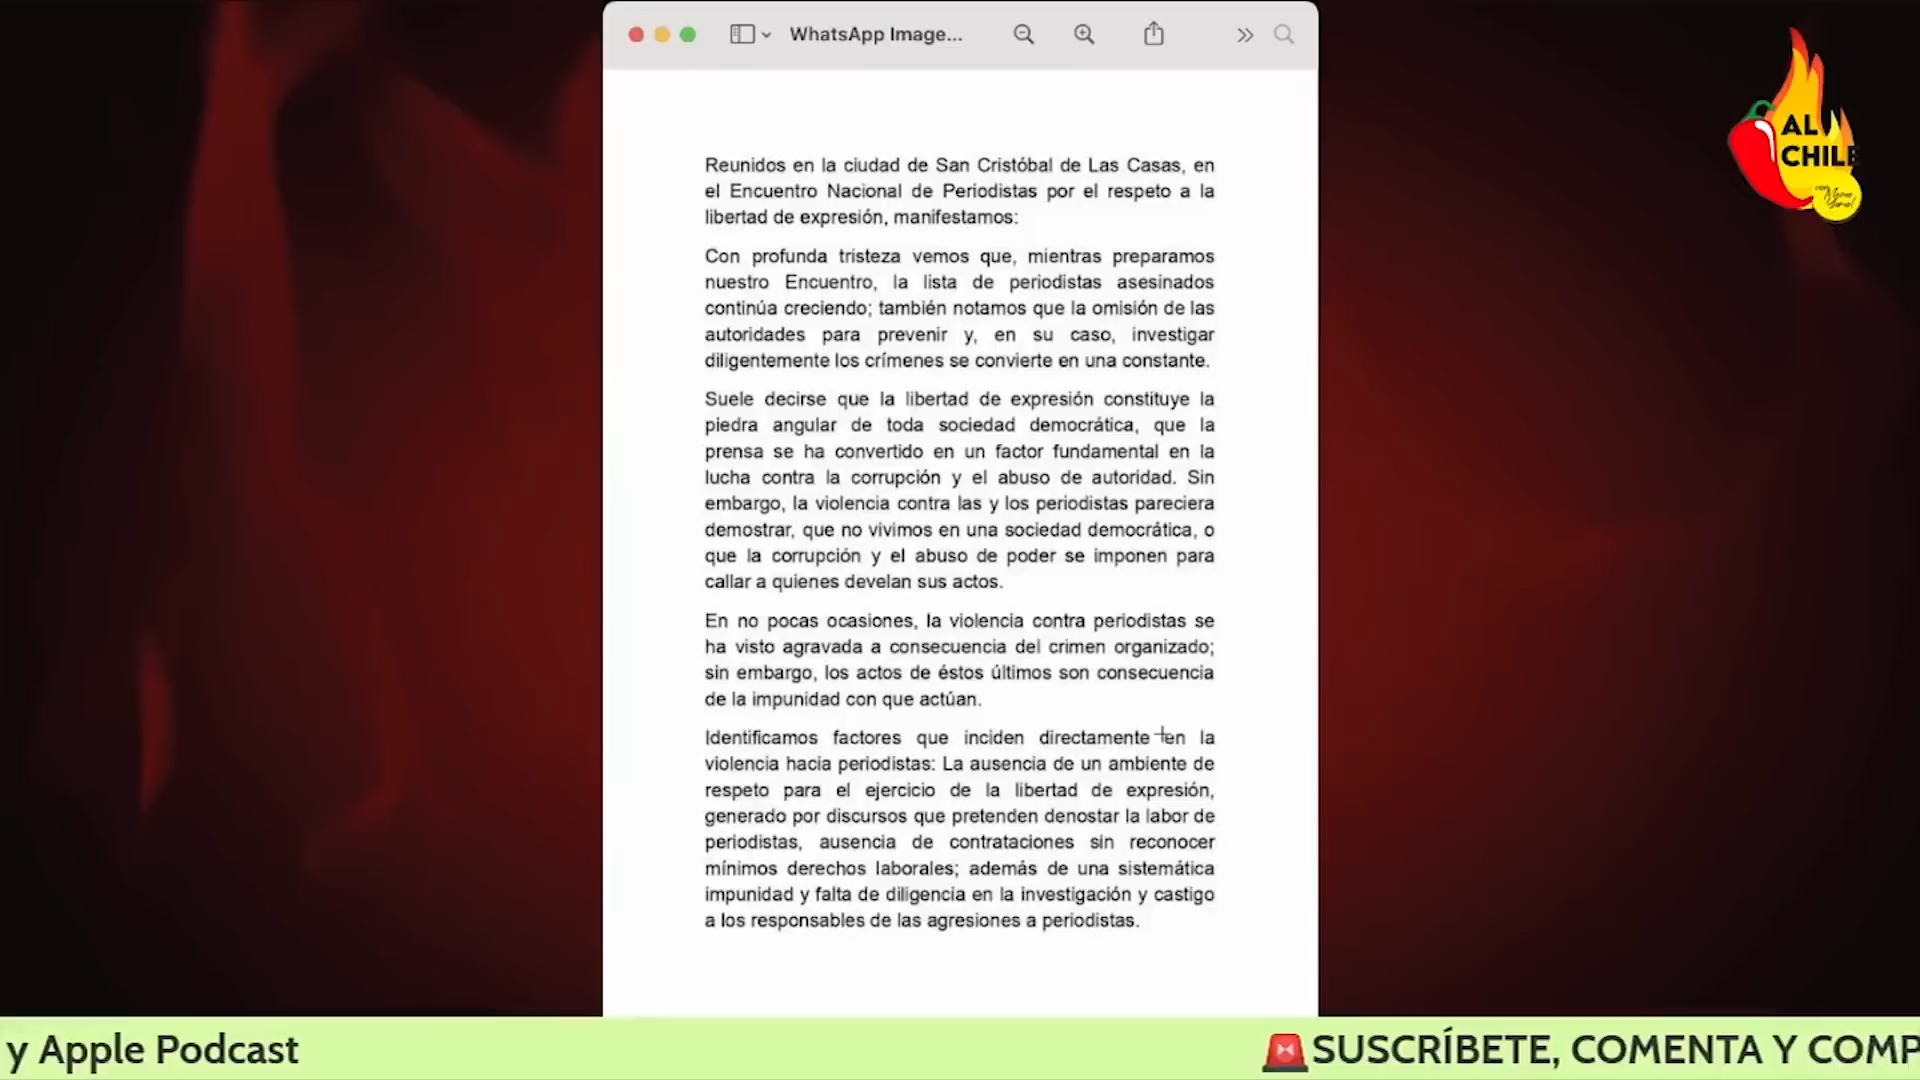 WhatsApp Image...
AL
CHILE
con
Reunidos en la ciudad de San Cristóbal de Las Casas, en
el Encuentro Nacional de Periodistas por el respeto a la
libertad de expresión, manifestamos:
Con profunda tristeza vemos que, mientras preparamos
nuestro Encuentro, la lista de periodistas asesinados
continúa creciendo; también notamos que la omisión de las
autoridades para prevenir y, en su caso, investigar
diligentemente los crímenes se convierte en una constante.
Suele decirse que la libertad de expresión constituye la
piedra angular de toda sociedad democrática, que la
prensa se ha convertido en un factor fundamental en la
lucha contra la corrupción y el abuso de autoridad. Sin
embargo, la violencia contra las y los periodistas pareciera
demostrar, que no vivimos en una sociedad democrática, o
que la corrupción y el abuso de poder se imponen para
callar a quienes develan sus actos.
En no pocas ocasiones, la violencia contra periodistas se
ha visto agravada a consecuencia del crimen organizado;
sin embargo, los actos de éstos últimos son consecuencia
de la impunidad con que actúan.
Identificamos factores que inciden directamente en la
violencia hacia periodistas: La ausencia de un ambiente de
respeto para el ejercicio de la libertad de expresión,
generado por discursos que pretenden denostar la labor de
periodistas, ausencia de contrataciones sin reconocer
mínimos derechos laborales; además de una sistemática
impunidad y falta de diligencia en la investigación y castigo
a los responsables de las agresiones a periodistas.
y Apple Podcast
SUSCRÍBETE, COMENTA Y COMP